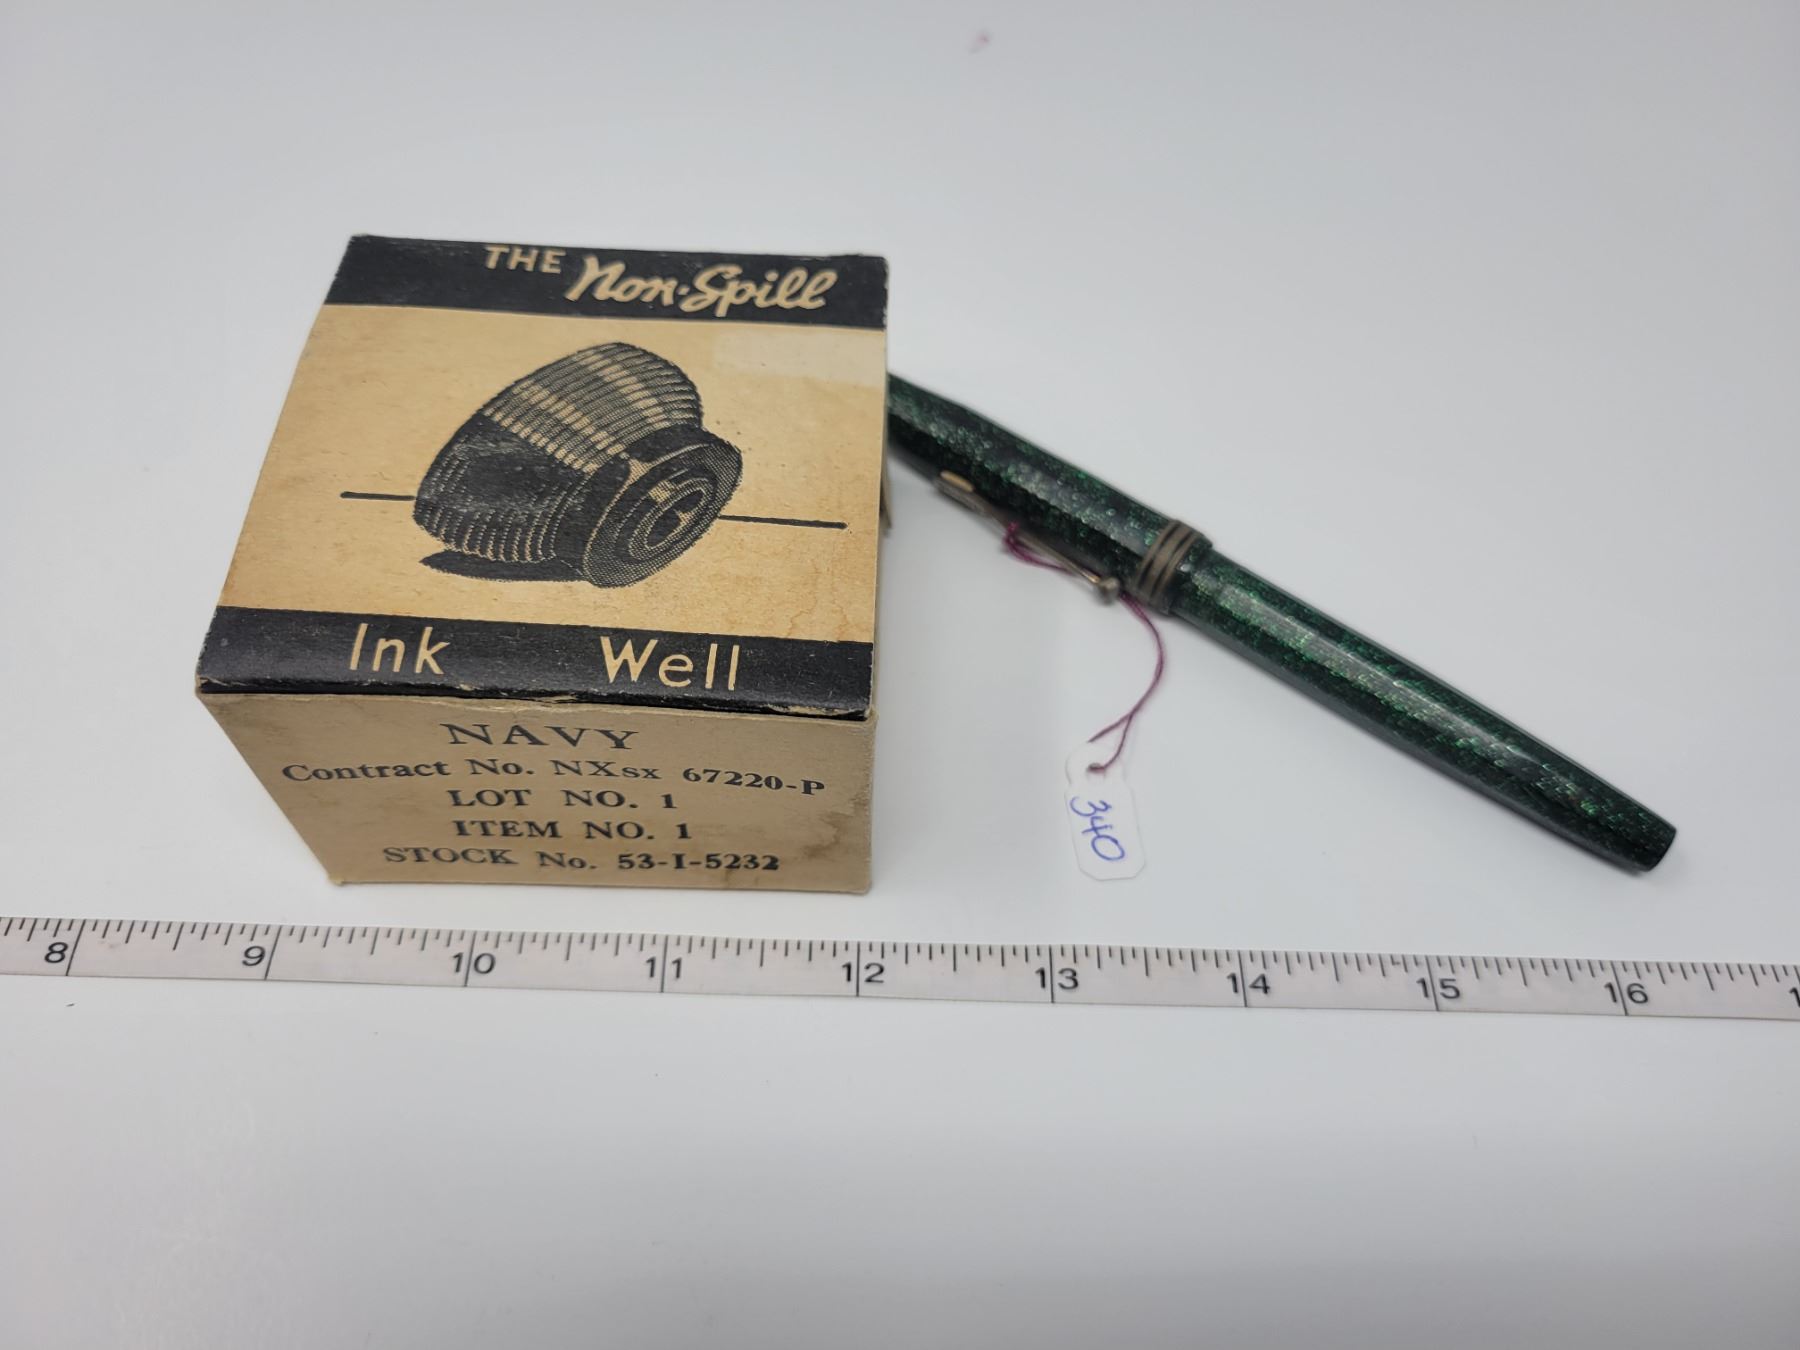 THE Non-Spill
Ink Well
NAVY
Contract No. NXsx 67220-P
LOT NO. 1
ITEM NO. 1
STOCK No. 53-I-5232
340
8 9 10 11 12 13 14 15 16